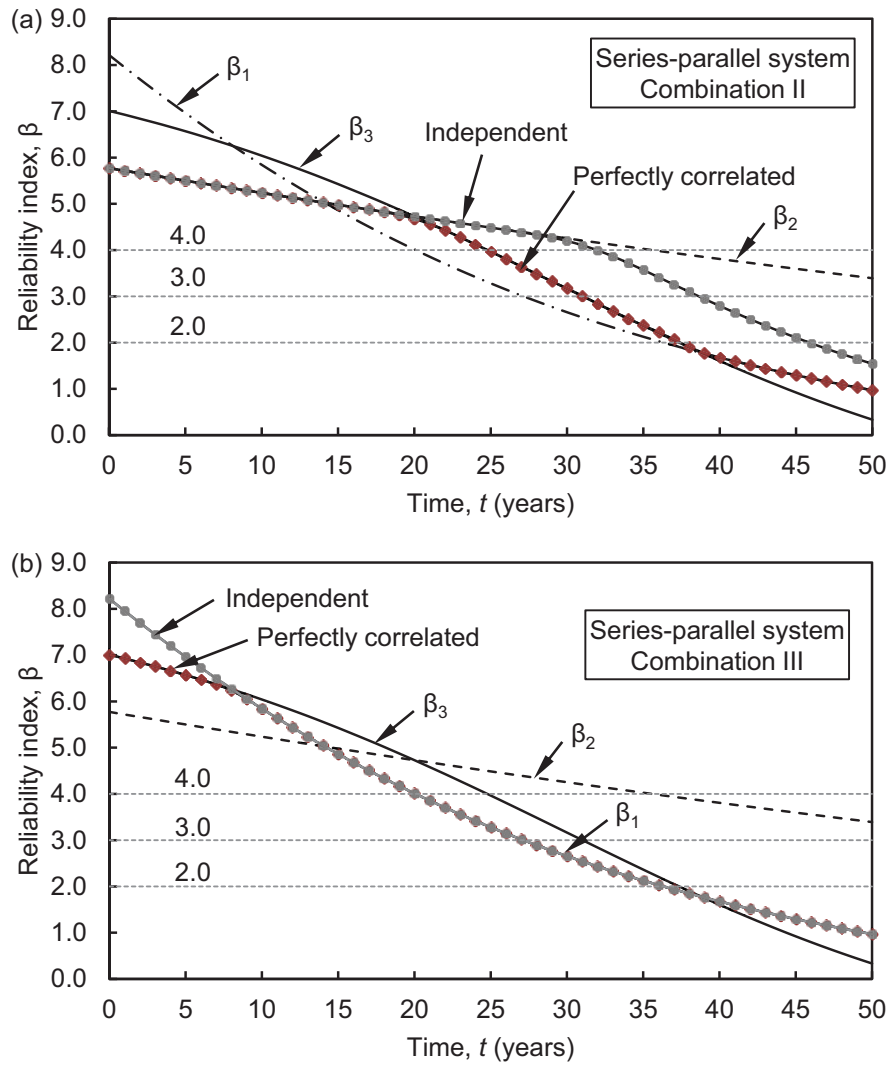 (a)
9.0
8.0
7.0
6.0
5.0
4.0
3.0
2.0
1.0
0.0
Reliability index, β
β1
β3
Independent
Perfectly correlated
β2
Series-parallel system
Combination II
4.0
3.0
2.0
0 5 10 15 20 25 30 35 40 45 50
Time, t (years)
(b)
9.0
8.0
7.0
6.0
5.0
4.0
3.0
2.0
1.0
0.0
Reliability index, β
Independent
Perfectly correlated
β3
β2
β1
Series-parallel system
Combination III
4.0
3.0
2.0
0 5 10 15 20 25 30 35 40 45 50
Time, t (years)